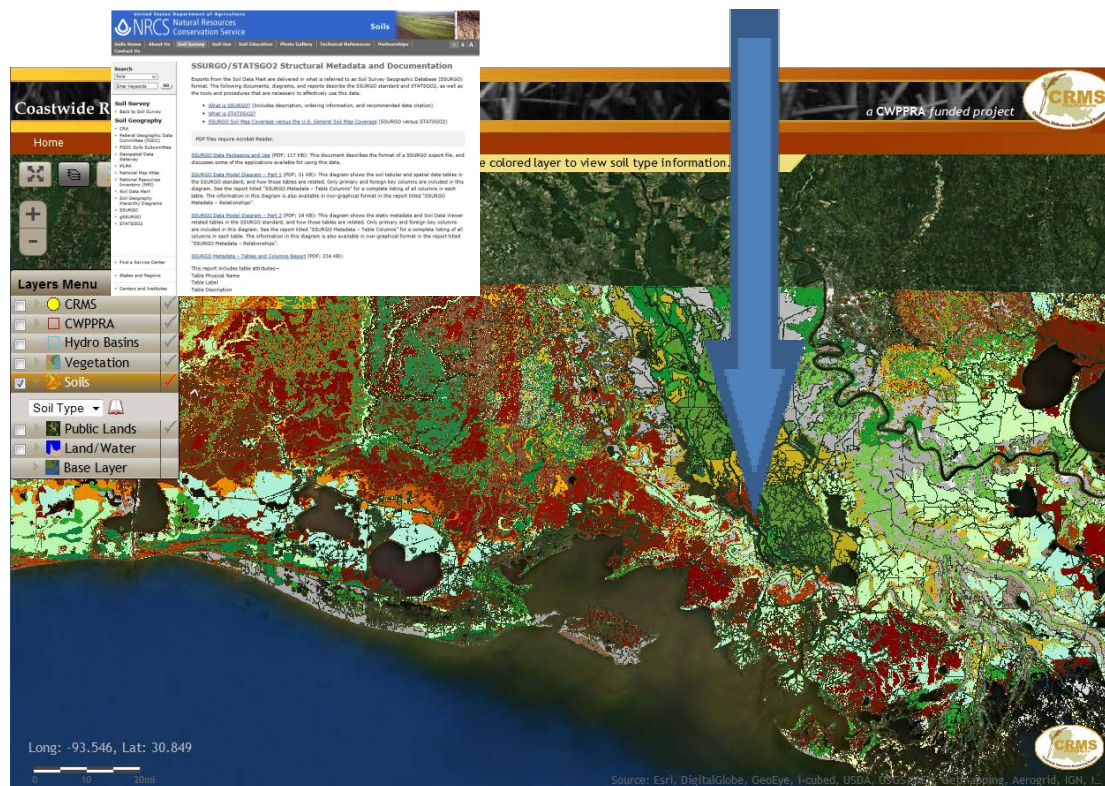 United States Department of Agriculture
NRCS Natural Resources
Conservation Service
Soils
Soils Home | About Us | Soil Survey | Soil Use | Soil Education | Photo Gallery | Technical References | Partnerships |
Contact Us
A A A
Search
Soils
Enter Keywords GO
Soil Survey
Back to Soil Survey
Soil Geography
CRA
Federal Geographic Data
Committee (FGDC)
FGDC Soils Subcommittee
Geospatial Data
Gateway
MLRA
National Map Atlas
National Resources
Inventory (NRI)
Soil Data Mart
Soil Geography
Hierarchy Diagrams
SSURGO
gSSURGO
STATSGO2
Find a Service Center
States and Regions
Centers and Institutes
SSURGO/STATSGO2 Structural Metadata and Documentation
Exports from the Soil Data Mart are delivered in what is referred to as Soil Survey Geographic Database (SSURGO)
format. The following documents, diagrams, and reports describe the SSURGO standard and STATSGO2, as well as
the tools and procedures that are necessary to effectively use this data.
• What is SSURGO? (Includes description, ordering information, and recommended data citation)
• What is STATSGO2?
• SSURGO Soil Map Coverage versus the U.S. General Soil Map Coverage (SSURGO versus STATSGO2)
PDF files require Acrobat Reader.
SSURGO Data Packaging and Use (PDF; 117 KB): This document describes the format of a SSURGO export file, and
discusses some of the applications available for using this data.
SSURGO Data Model Diagram – Part 1 (PDF; 31 KB): This diagram shows the soil tabular and spatial data tables in
the SSURGO standard, and how those tables are related. Only primary and foreign key columns are included in this
diagram. See the report titled "SSURGO Metadata – Table Columns" for a complete listing of all columns in each
table. The information in this diagram is also available in non-graphical format in the report titled "SSURGO
Metadata – Relationships".
SSURGO Data Model Diagram – Part 2 (PDF; 19 KB): This diagram shows the static metadata and Soil Data Viewer
related tables in the SSURGO standard, and how those tables are related. Only primary and foreign key columns
are included in this diagram. See the report titled "SSURGO Metadata – Table Columns" for a complete listing of all
columns in each table. The information in this diagram is also available in non-graphical format in the report titled
"SSURGO Metadata – Relationships".
SSURGO Metadata – Tables and Columns Report (PDF; 234 KB):
This report includes table attributes—
Table Physical Name
Table Label
Table Description
Coastwide R
a CWPPRA funded project
CRMS
Home
e colored layer to view soil type information.
+
-
Layers Menu
CRMS
CWPPRA
Hydro Basins
Vegetation
Soils
Soil Type
Public Lands
Land/Water
Base Layer
Long: -93.546, Lat: 30.849
0 10 20mi
CRMS
Source: Esri, DigitalGlobe, GeoEye, i-cubed, USDA, USGS, Getmapping, Aerogrid, IGN, I...